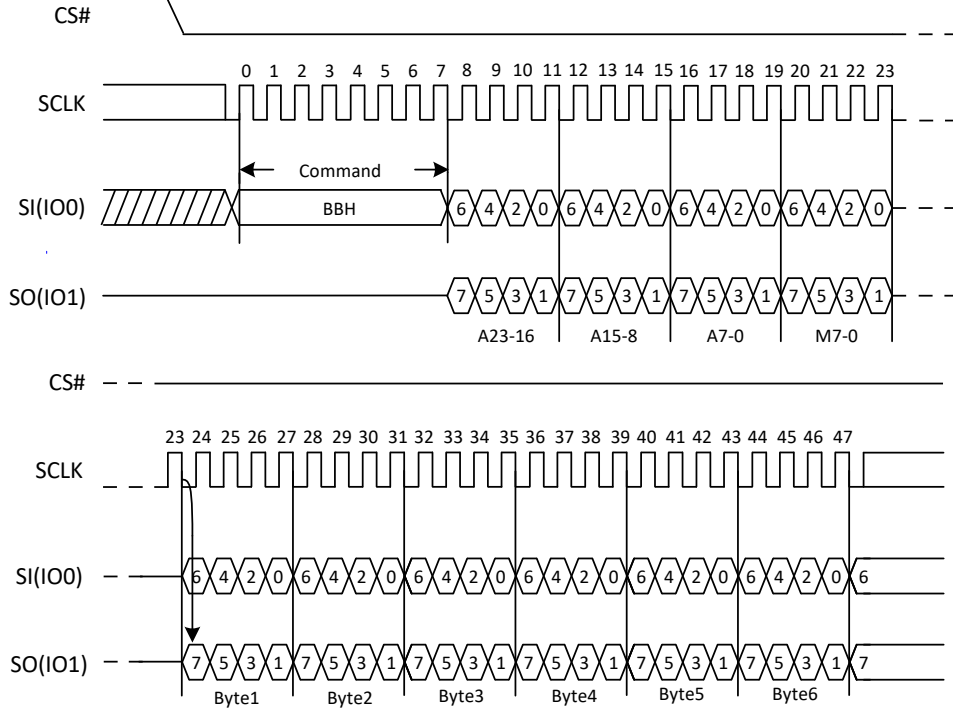 CS#
0 1 2 3 4 5 6 7 8 9 10 11 12 13 14 15 16 17 18 19 20 21 22 23
SCLK
Command
SI(IO0) BBH 6 4 2 0 6 4 2 0 6 4 2 0 6 4 2 0
SO(IO1) 7 5 3 1 7 5 3 1 7 5 3 1 7 5 3 1
A23-16 A15-8 A7-0 M7-0
CS#
23 24 25 26 27 28 29 30 31 32 33 34 35 36 37 38 39 40 41 42 43 44 45 46 47
SCLK
SI(IO0) 6 4 2 0 6 4 2 0 6 4 2 0 6 4 2 0 6 4 2 0 6 4 2 0 6
SO(IO1) 7 5 3 1 7 5 3 1 7 5 3 1 7 5 3 1 7 5 3 1 7 5 3 1 7
Byte1 Byte2 Byte3 Byte4 Byte5 Byte6